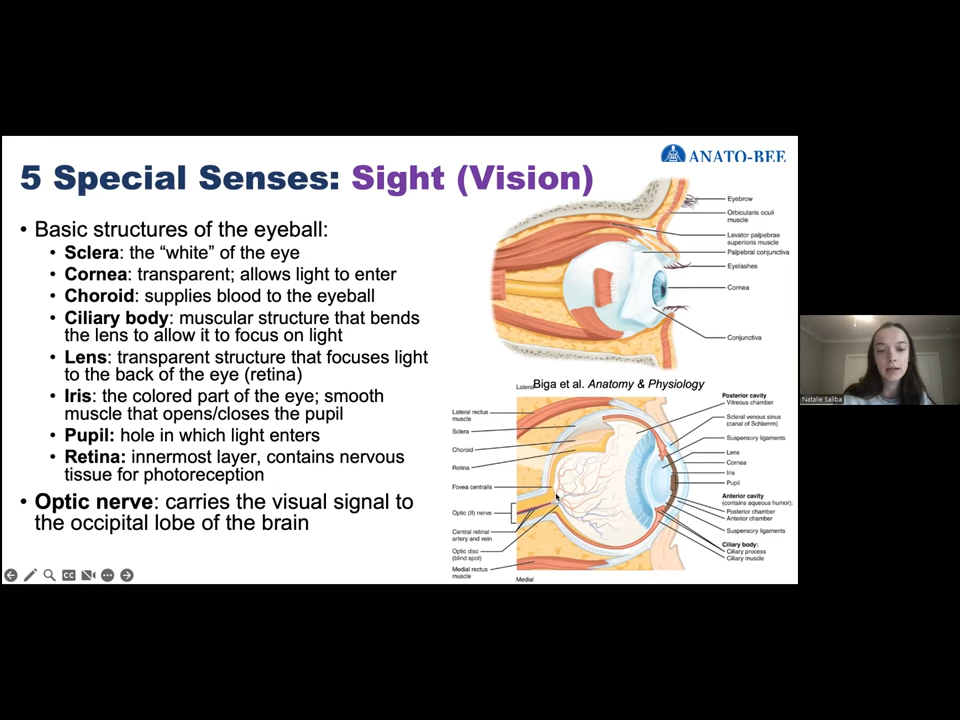 ANATO-BEE
5 Special Senses: Sight (Vision)
• Basic structures of the eyeball:
• Sclera: the “white” of the eye
• Cornea: transparent; allows light to enter
• Choroid: supplies blood to the eyeball
• Ciliary body: muscular structure that bends
the lens to allow it to focus on light
• Lens: transparent structure that focuses light
to the back of the eye (retina)
• Iris: the colored part of the eye; smooth
muscle that opens/closes the pupil
• Pupil: hole in which light enters
• Retina: innermost layer, contains nervous
tissue for photoreception
• Optic nerve: carries the visual signal to
the occipital lobe of the brain
Eyebrow
Orbicularis oculi
muscle
Levator palpebrae
superioris muscle
Palpebral conjunctiva
Eyelashes
Cornea
Conjunctiva
Lateral
Biga et al. Anatomy & Physiology
Lateral rectus
muscle
Sclera
Choroid
Retina
Fovea centralis
Optic (II) nerve
Central retinal
artery and vein
Optic disc
(blind spot)
Medial rectus
muscle
Medial
Posterior cavity
Vitreous chamber
Scleral venous sinus
(canal of Schlemm)
Suspensory ligaments
Lens
Cornea
Iris
Pupil
Anterior cavity
(contains aqueous humor):
Posterior chamber
Anterior chamber
Suspensory ligaments
Ciliary body:
Ciliary process
Ciliary muscle
CC
Natalie Saliba